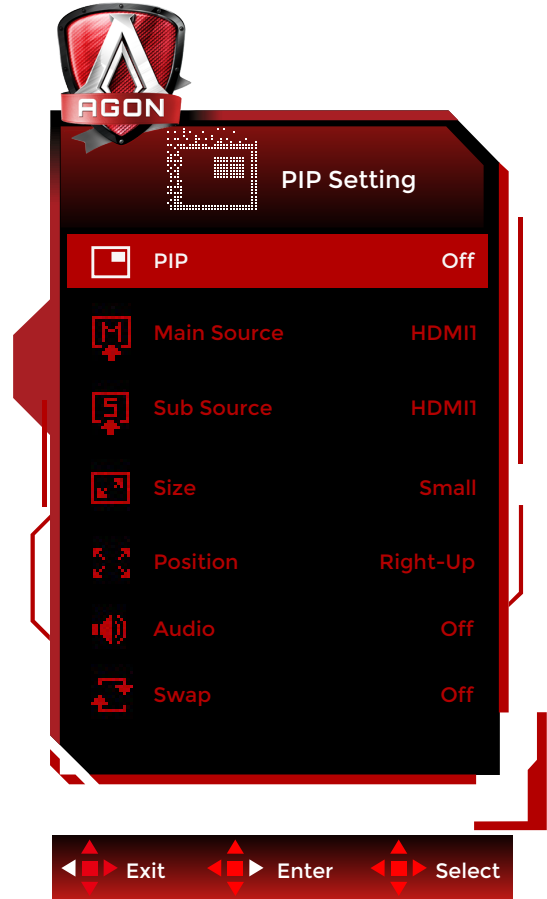 AGON
PIP Setting
PIP Off
Main Source HDMI1
Sub Source HDMI1
Size Small
Position Right-Up
Audio Off
Swap Off
Exit Enter Select